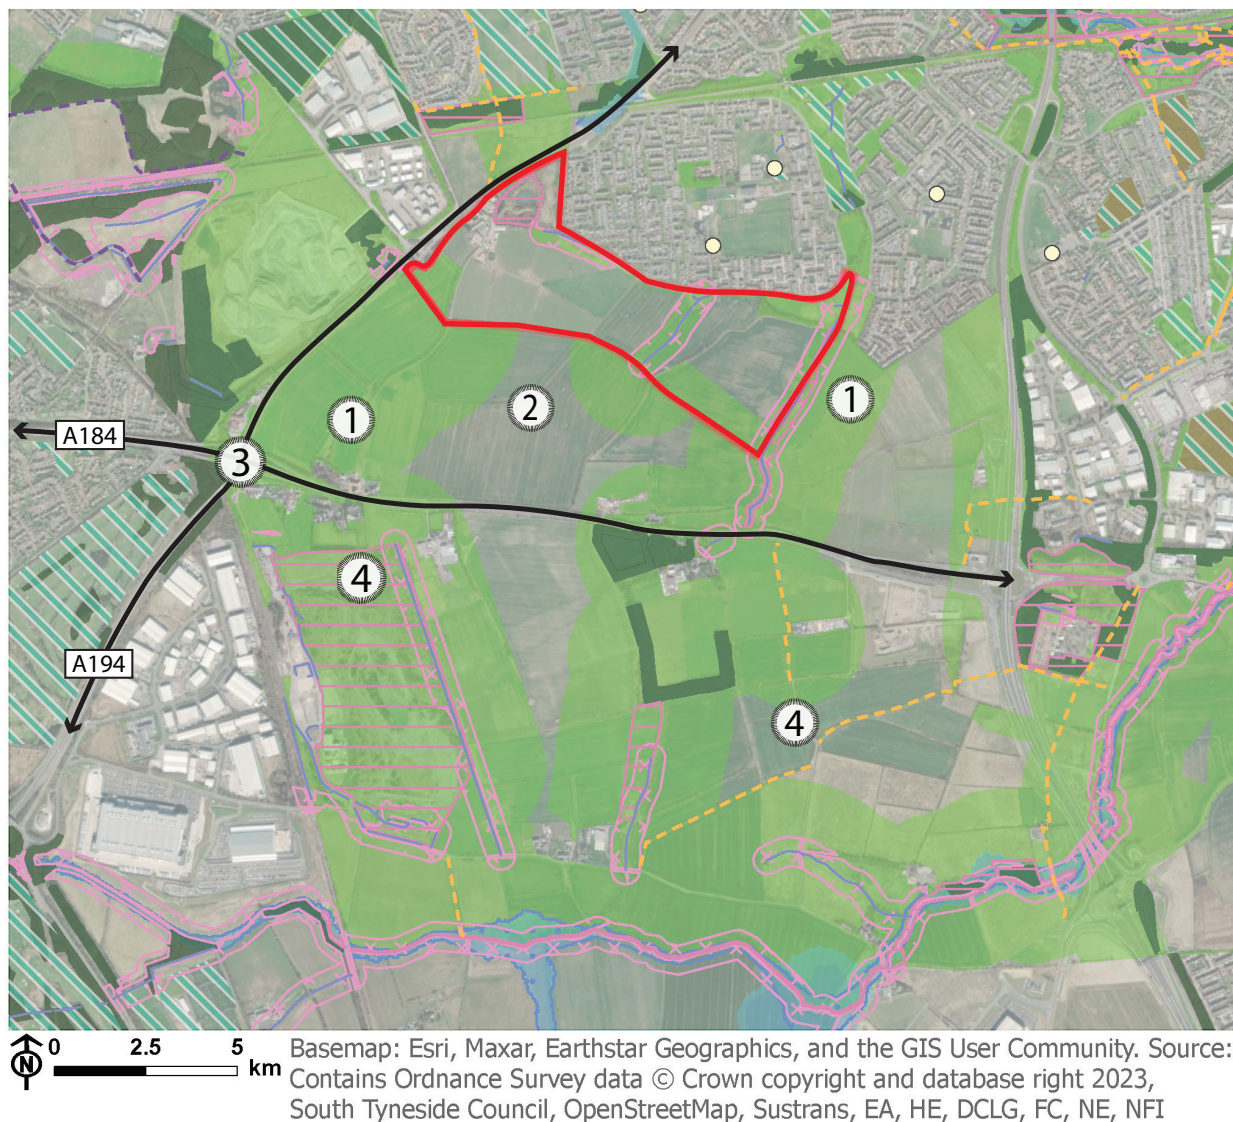 1
2
1
A184
3
4
A194
4
N
0 2.5 5 km
Basemap: Esri, Maxar, Earthstar Geographics, and the GIS User Community. Source:
Contains Ordnance Survey data © Crown copyright and database right 2023,
South Tyneside Council, OpenStreetMap, Sustrans, EA, HE, DCLG, FC, NE, NFI